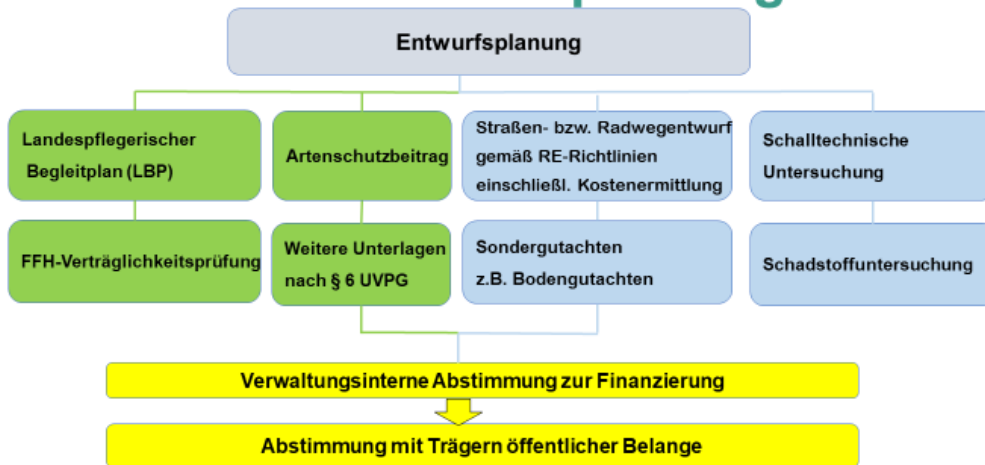 Entwurfsplanung
Landespflegerischer
Begleitplan (LBP)
Artenschutzbeitrag
Straßen- bzw. Radwegentwurf
gemäß RE-Richtlinien
einschließl. Kostenermittlung
Schalltechnische
Untersuchung
FFH-Verträglichkeitsprüfung
Weitere Unterlagen
nach § 6 UVPG
Sondergutachten
z.B. Bodengutachten
Schadstoffuntersuchung
Verwaltungsinterne Abstimmung zur Finanzierung
Abstimmung mit Trägern öffentlicher Belange